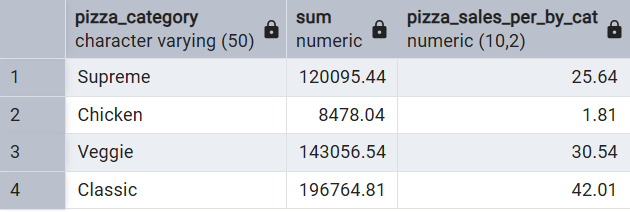 pizza_category sum pizza_sales_per_by_cat
character varying (50) numeric numeric (10,2)
1 Supreme 120095.44 25.64
2 Chicken 8478.04 1.81
3 Veggie 143056.54 30.54
4 Classic 196764.81 42.01